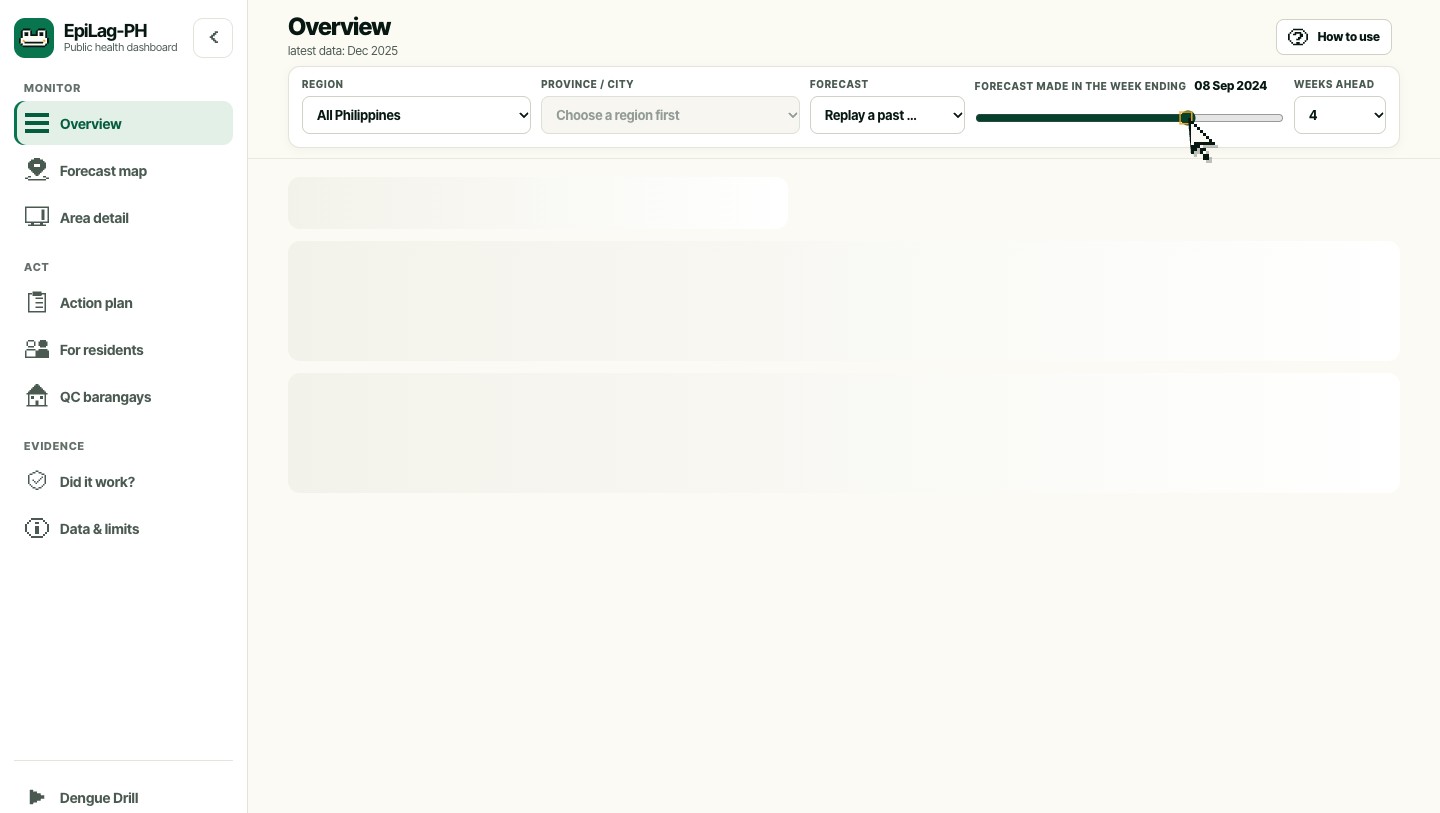 EpiLag-PH
Public health dashboard
MONITOR
Overview
Forecast map
Area detail
ACT
Action plan
For residents
QC barangays
EVIDENCE
Did it work?
Data & limits
Dengue Drill
Overview
latest data: Dec 2025
How to use
REGION
All Philippines
PROVINCE / CITY
Choose a region first
FORECAST
Replay a past ...
FORECAST MADE IN THE WEEK ENDING 08 Sep 2024
WEEKS AHEAD
4